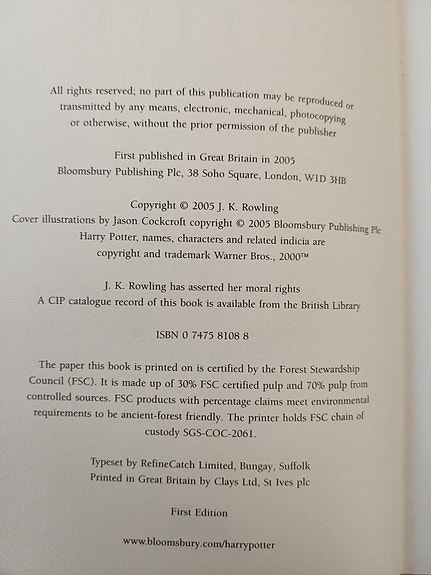 All rights reserved; no part of this publication may be reproduced or
transmitted by any means, electronic, mechanical, photocopying
or otherwise, without the prior permission of the publisher
First published in Great Britain in 2005
Bloomsbury Publishing Plc, 38 Soho Square, London, W1D 3HB
Copyright © 2005 J. K. Rowling
Cover illustrations by Jason Cockcroft copyright © 2005 Bloomsbury Publishing Plc
Harry Potter, names, characters and related indicia are
copyright and trademark Warner Bros., 2000™
J. K. Rowling has asserted her moral rights
A CIP catalogue record of this book is available from the British Library
ISBN 0 7475 8108 8
The paper this book is printed on is certified by the Forest Stewardship
Council (FSC). It is made up of 30% FSC certified pulp and 70% pulp from
controlled sources. FSC products with percentage claims meet environmental
requirements to be ancient-forest friendly. The printer holds FSC chain of
custody SGS-COC-2061.
Typeset by RefineCatch Limited, Bungay, Suffolk
Printed in Great Britain by Clays Ltd, St Ives plc
First Edition
www.bloomsbury.com/harrypotter